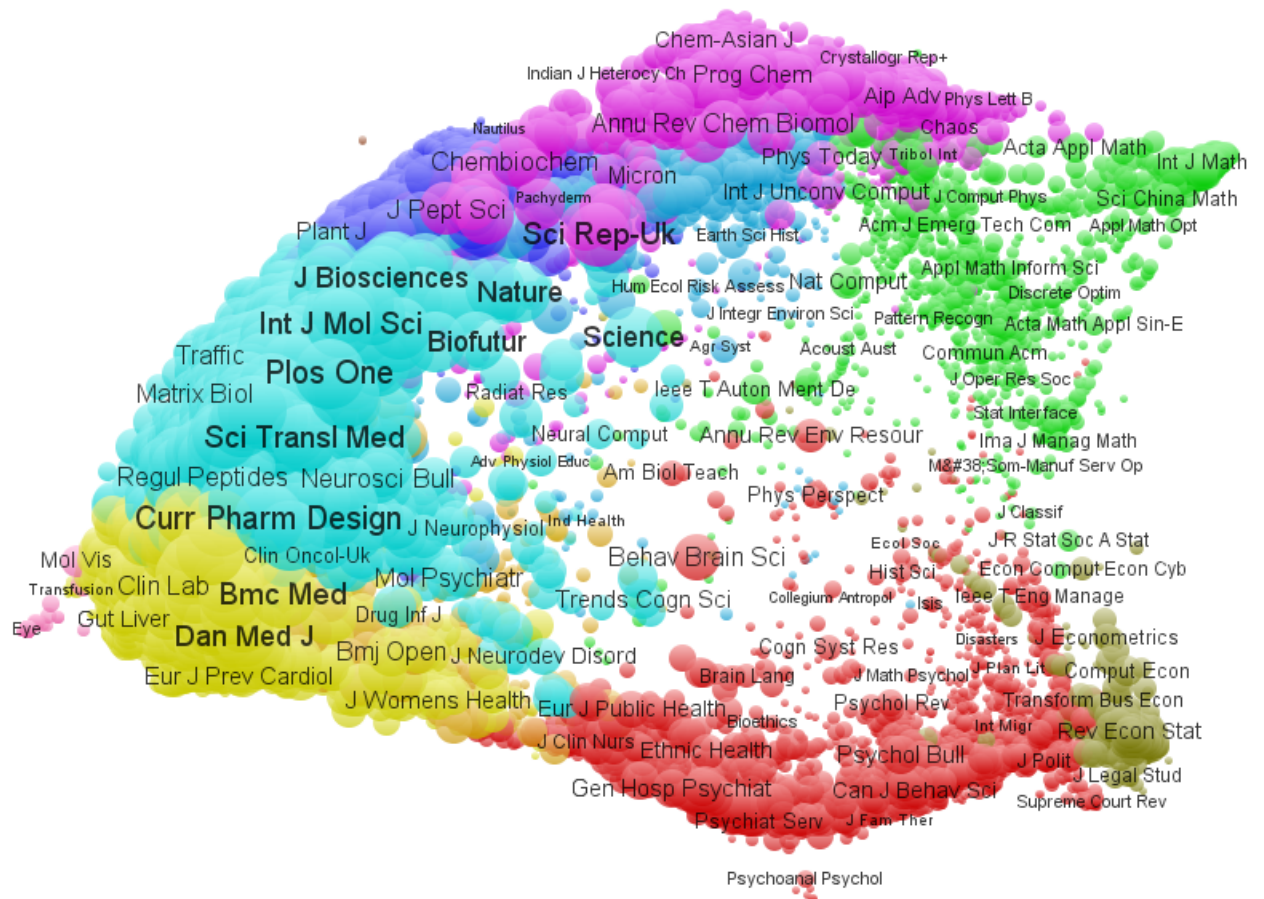 Chem-Asian J
Crystallogr Rep+
Indian J Heterocy Ch
Prog Chem
Aip Adv
Phys Lett B
Nautilus
Annu Rev Chem Biomol
Chaos
Chembiochem
Micron
Phys Today
Tribol Int
Acta Appl Math
Int J Math
Pachyderm
Int J Unconv Comput
J Comput Phys
Sci China Math
J Pept Sci
Plant J
Sci Rep-Uk
Earth Sci Hist
Acm J Emerg Tech Com
Appl Math Opt
J Biosciences
Nature
Hum Ecol Risk Assess
Nat Comput
Appl Math Inform Sci
Discrete Optim
Int J Mol Sci
Biofutur
Science
J Integr Environ Sci
Pattern Recogn
Acta Math Appl Sin-E
Traffic
Agr Syst
Acoust Aust
Commun Acm
Plos One
J Oper Res Soc
Matrix Biol
Radiat Res
Ieee T Auton Ment De
Stat Interface
Sci Transl Med
Neural Comput
Annu Rev Env Resour
Ima J Manag Math
Regul Peptides
Neurosci Bull
Adv Physiol Educ
Am Biol Teach
M&#38;Som-Manuf Serv Op
Phys Perspect
Curr Pharm Design
J Neurophysiol
Ind Health
J Classif
Mol Vis
Clin Oncol-Uk
Behav Brain Sci
Ecol Soc
J R Stat Soc A Stat
Transfusion
Clin Lab
Bmc Med
Mol Psychiatr
Hist Sci
Econ Comput Econ Cyb
Eye
Gut Liver
Drug Inf J
Trends Cogn Sci
Collegium Antropol
Isis
Ieee T Eng Manage
Dan Med J
Bmj Open
J Neurodev Disord
Cogn Syst Res
Disasters
J Econometrics
Eur J Prev Cardiol
Brain Lang
J Math Psychol
J Plan Lit
Comput Econ
J Womens Health
Eur J Public Health
Bioethics
Psychol Rev
Int Migr
Transform Bus Econ
Rev Econ Stat
J Clin Nurs
Ethnic Health
Psychol Bull
J Polit
J Legal Stud
Gen Hosp Psychiat
Can J Behav Sci
Supreme Court Rev
Psychiat Serv
J Fam Ther
Psychoanal Psychol